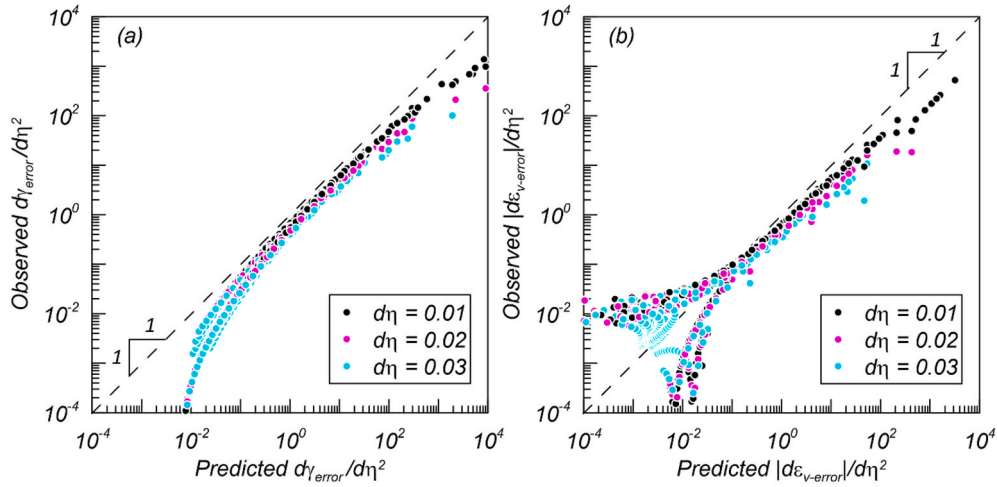 (a)
10^4
10^2
10^0
10^-2
10^-4
Observed dγ_error/dη^2
1
1
dη = 0.01
dη = 0.02
dη = 0.03
10^-4
10^-2
10^0
10^2
10^4
Predicted dγ_error/dη^2
(b)
10^4
10^2
10^0
10^-2
10^-4
Observed |dε_v-error|/dη^2
1
1
dη = 0.01
dη = 0.02
dη = 0.03
10^-4
10^-2
10^0
10^2
10^4
Predicted |dε_v-error|/dη^2